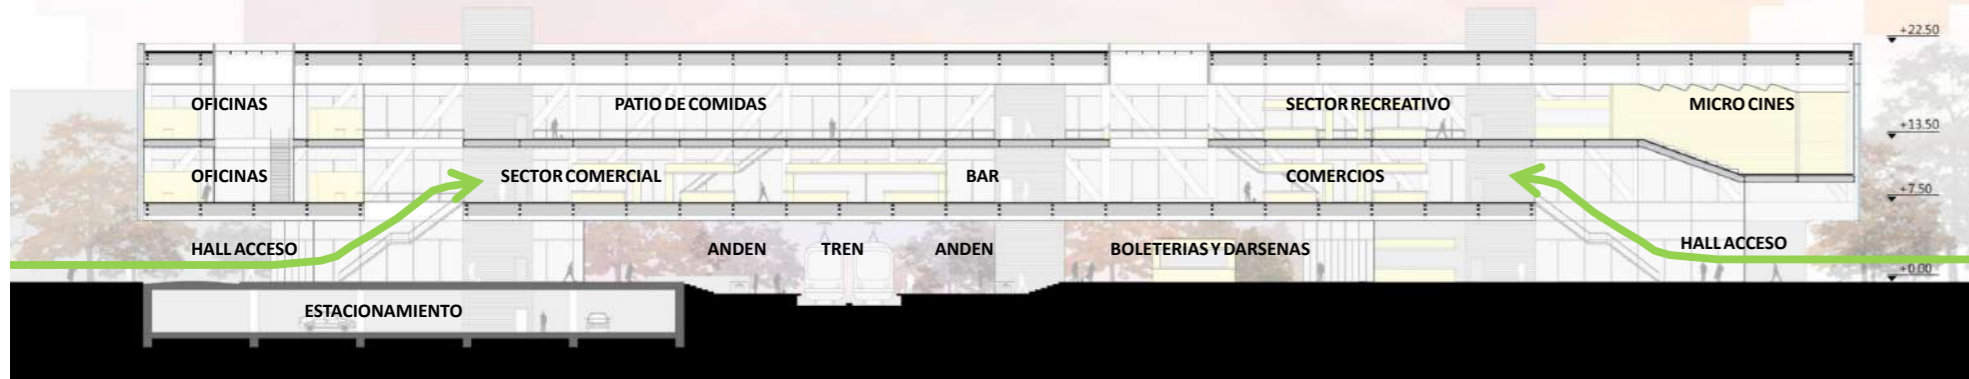 +22.50
OFICINAS PATIO DE COMIDAS SECTOR RECREATIVO MICRO CINES
+13.50
OFICINAS SECTOR COMERCIAL BAR COMERCIOS
+7.50
HALL ACCESO ANDEN TREN ANDEN BOLETERIAS Y DARSENAS HALL ACCESO
+0.00
ESTACIONAMIENTO